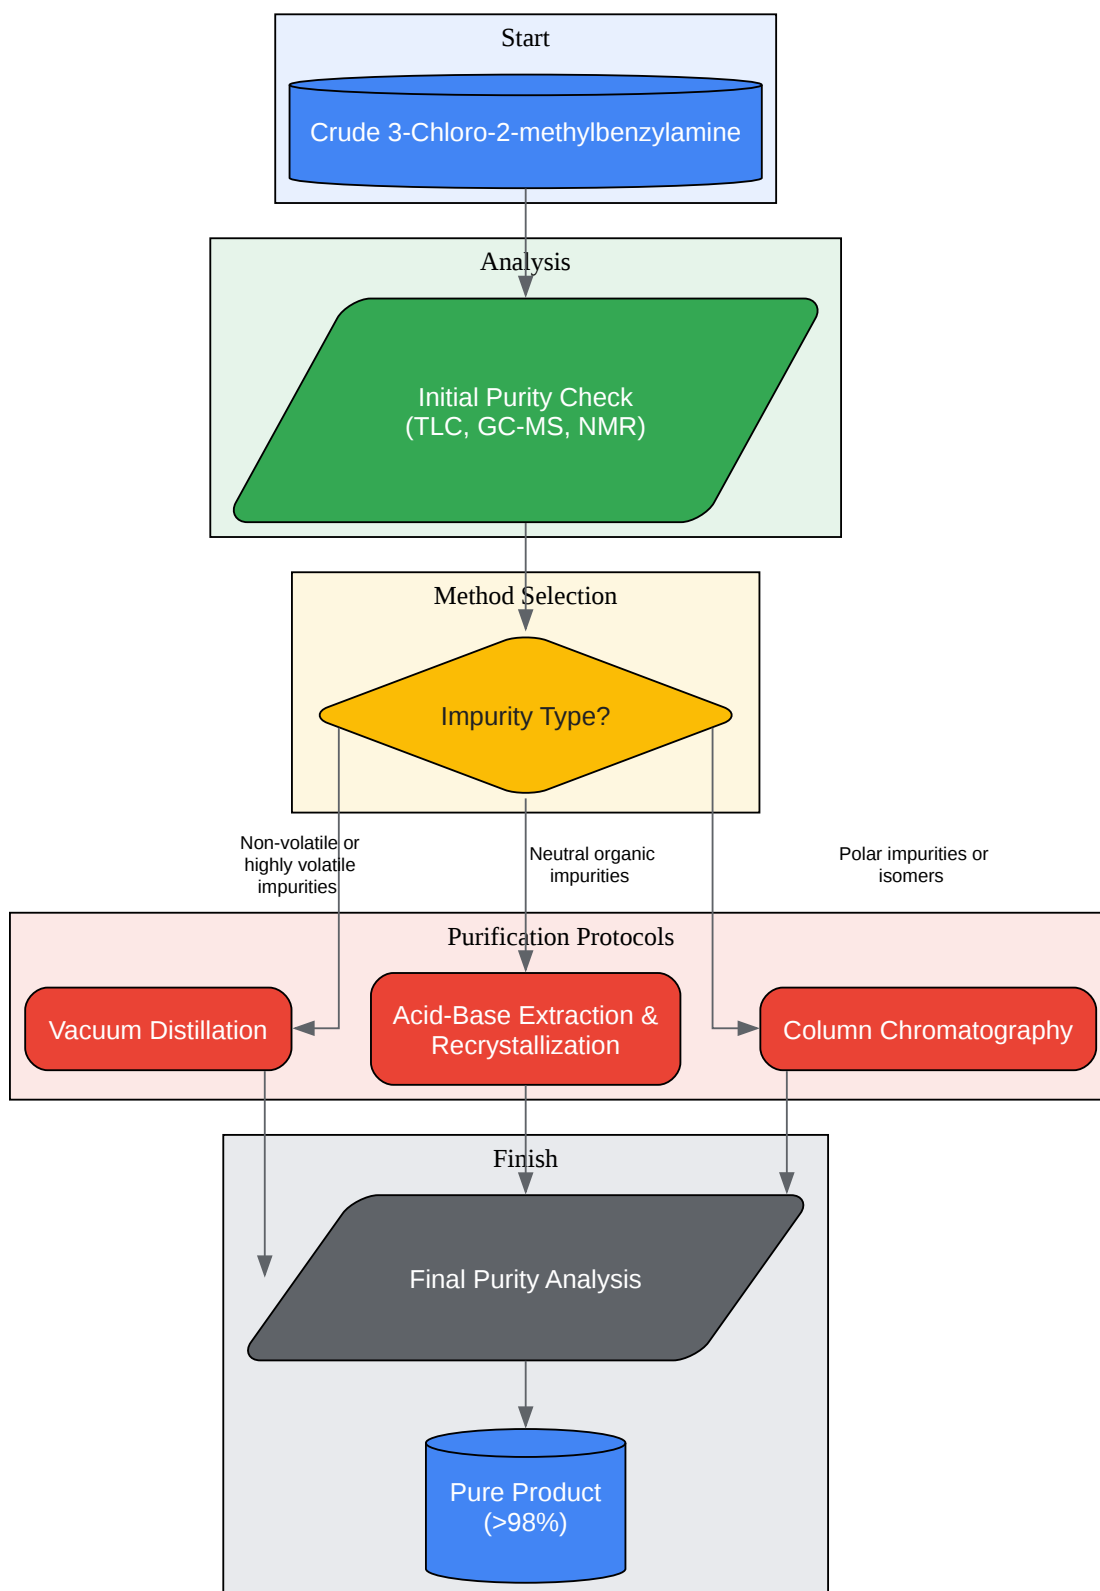 Start
Crude 3-Chloro-2-methylbenzylamine
Analysis
Initial Purity Check
(TLC, GC-MS, NMR)
Method Selection
Impurity Type?
Non-volatile or
highly volatile
impurities
Neutral organic
impurities
Polar impurities or
isomers
Purification Protocols
Vacuum Distillation
Acid-Base Extraction &
Recrystallization
Column Chromatography
Finish
Final Purity Analysis
Pure Product
(>98%)